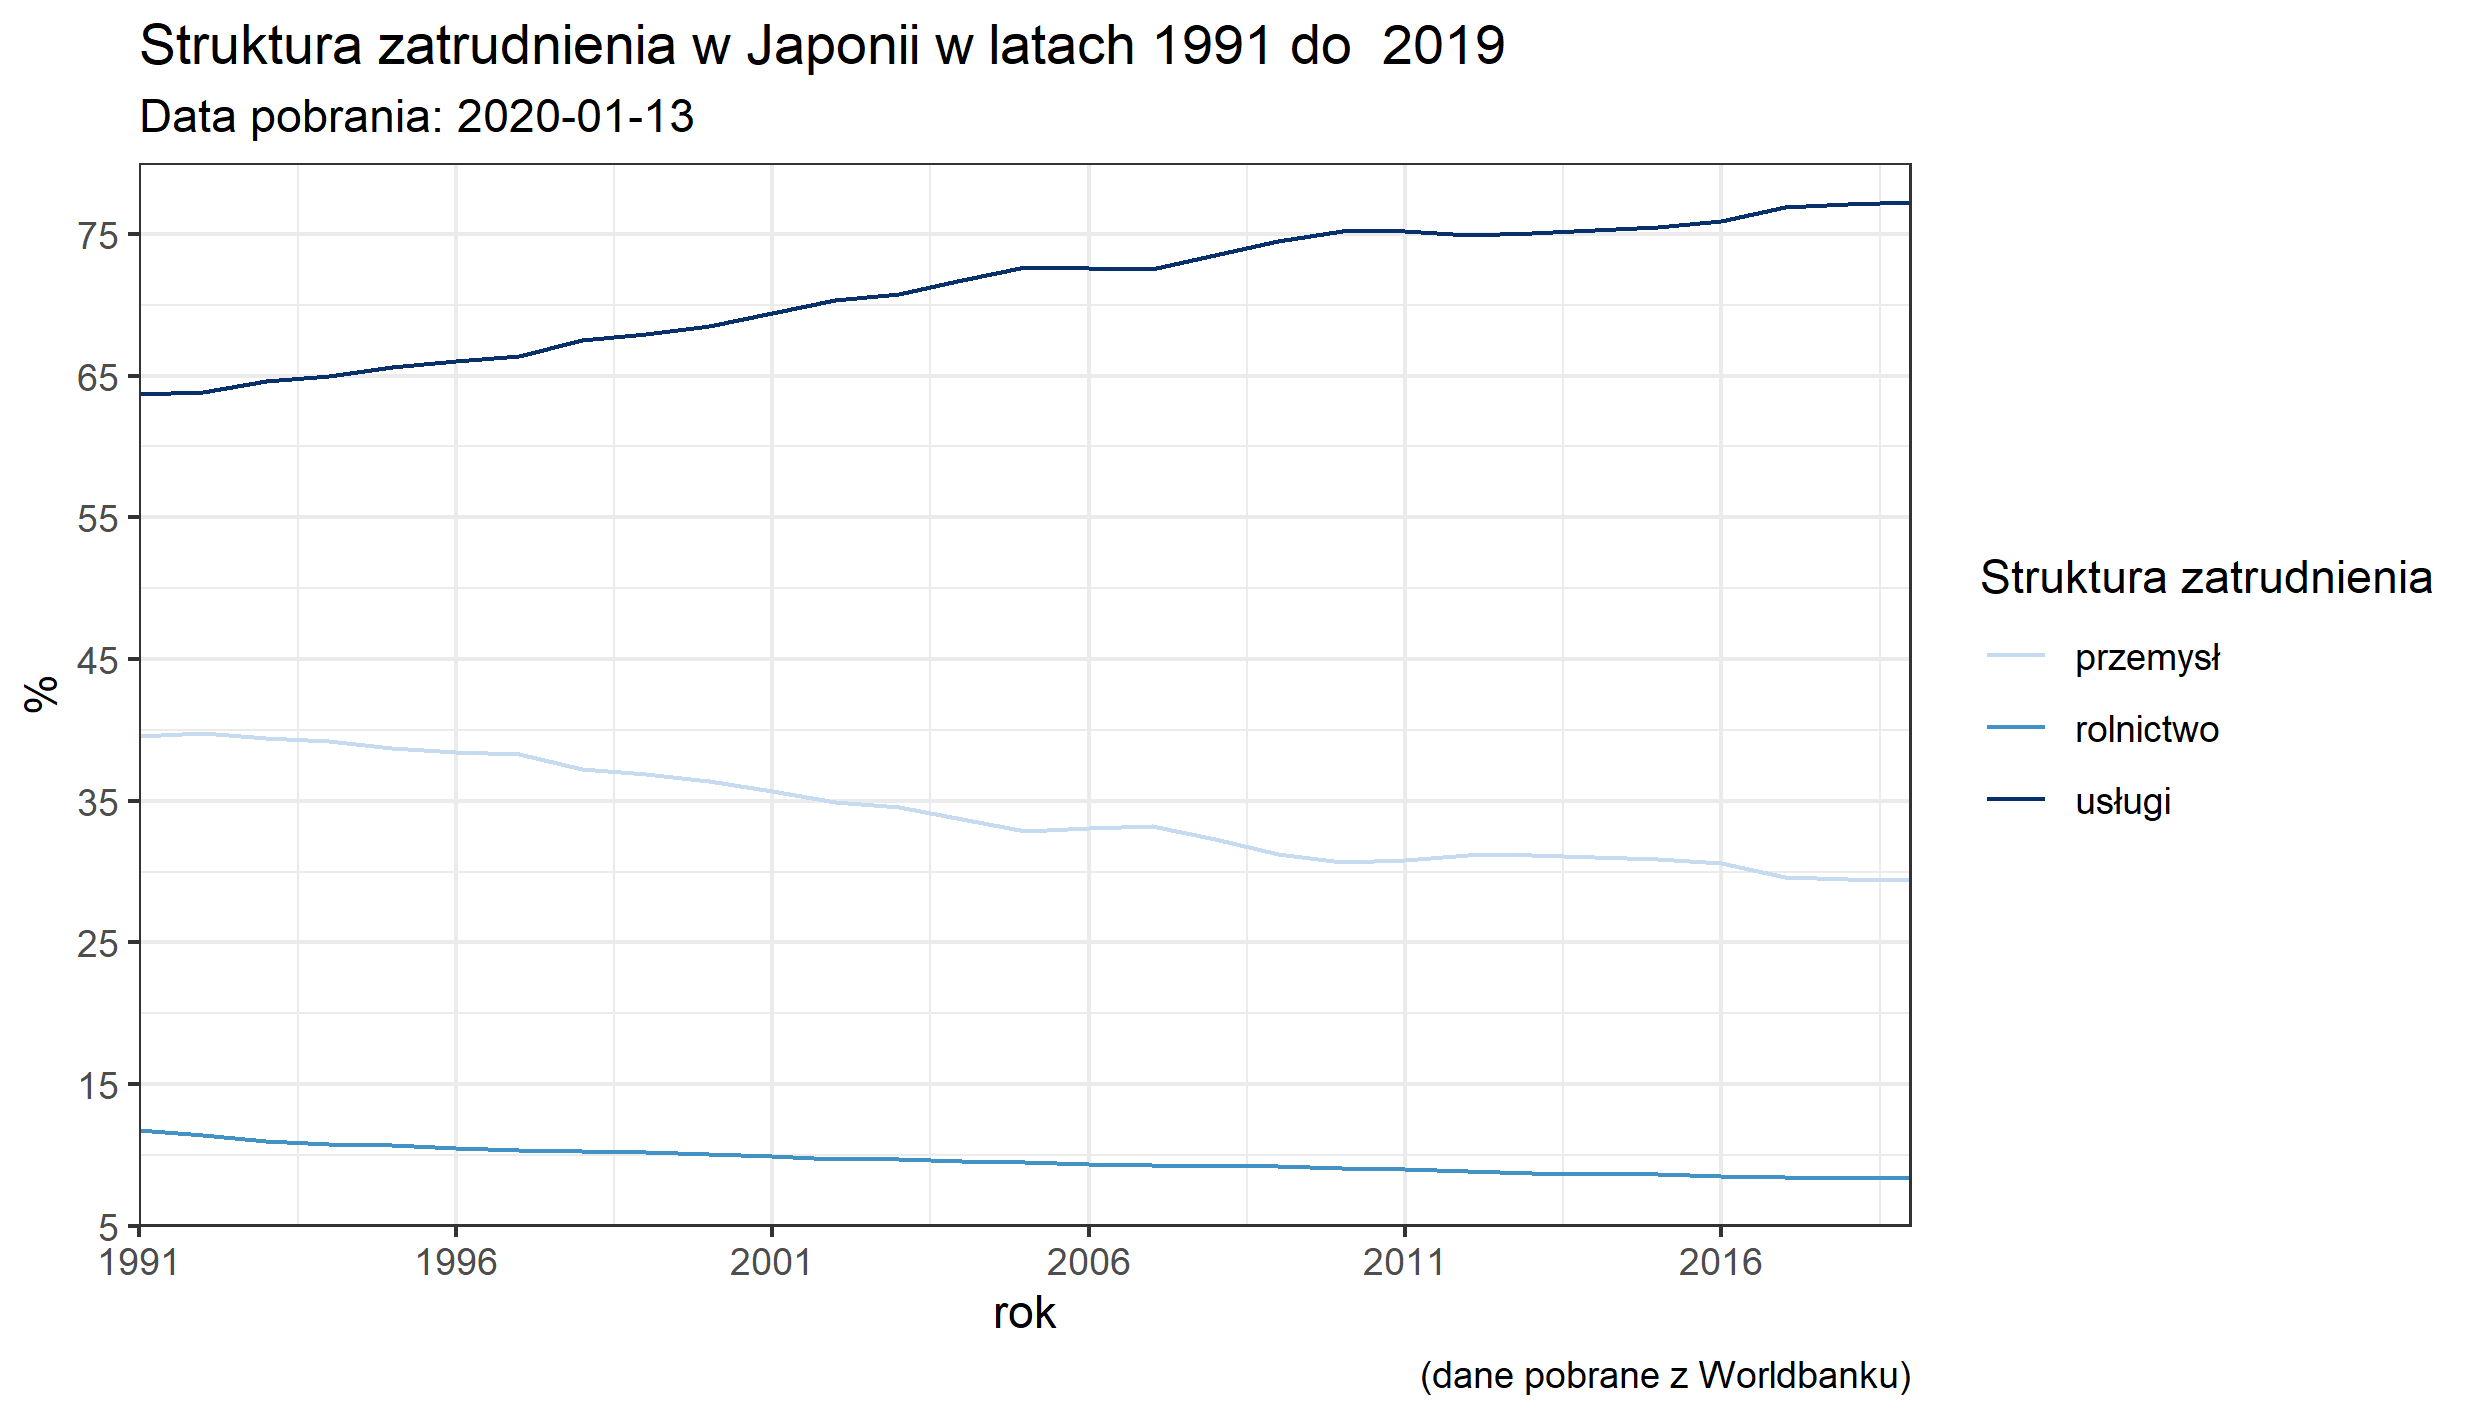 Struktura zatrudnienia w Japonii w latach 1991 do  2019
Data pobrania: 2020-01-13
75
65
55
45
35
25
15
5
%
1991 1996 2001 2006 2011 2016
rok
Struktura zatrudnienia
przemysł
rolnictwo
usługi
(dane pobrane z Worldbanku)